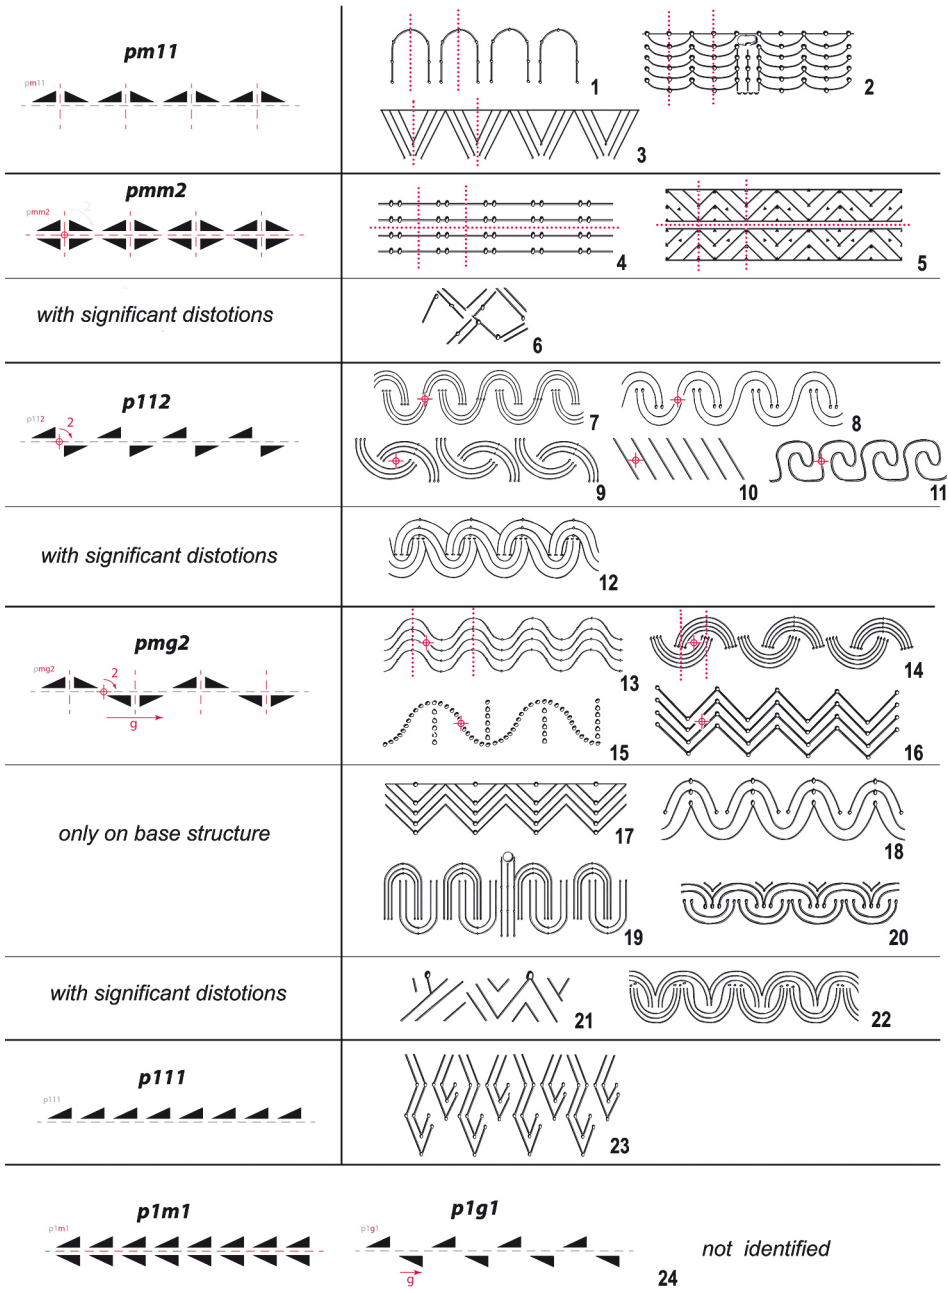 pm11
pm11
1
2
3
pmm2
pmm2
2
4
5
with significant distotions
6
p112
p112
2
7
8
9
10
11
with significant distotions
12
pmg2
pmg2
2
g
13
14
15
16
only on base structure
17
18
19
20
with significant distotions
21
22
p111
p111
23
p1m1
p1m1
p1g1
p1g1
g
not identified
24